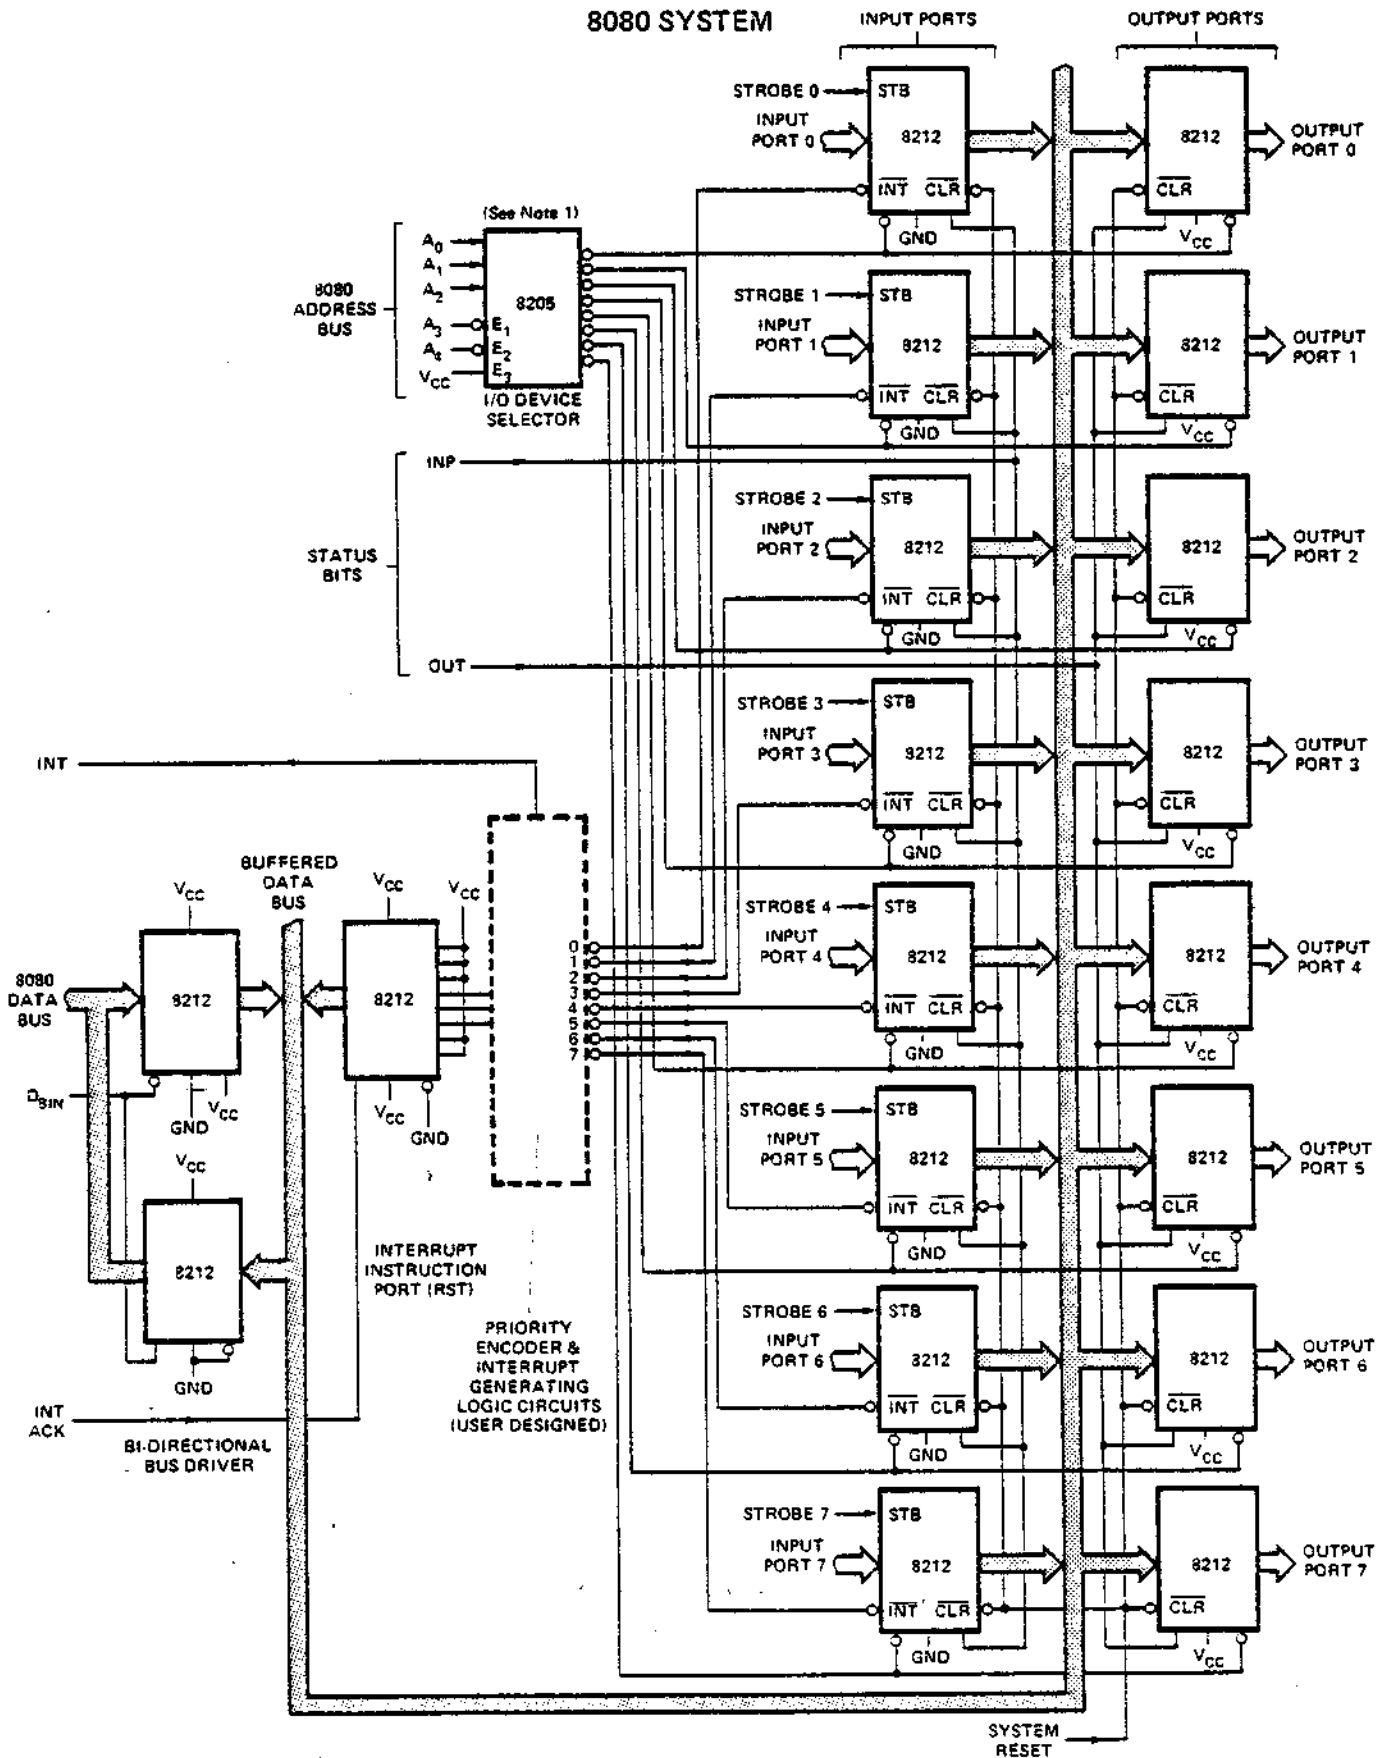 8080 SYSTEM
INPUT PORTS
OUTPUT PORTS
STROBE 0
STB
INPUT
PORT 0
8212
INT CLR
GND
8212
CLR
VCC
OUTPUT
PORT 0
(See Note 1)
8080
ADDRESS
BUS
A0
A1
A2
A3
A4
VCC
8205
E1
E2
E3
I/O DEVICE
SELECTOR
STROBE 1
STB
INPUT
PORT 1
8212
INT CLR
GND
8212
CLR
VCC
OUTPUT
PORT 1
STATUS
BITS
INP
OUT
STROBE 2
STB
INPUT
PORT 2
8212
INT CLR
GND
8212
CLR
VCC
OUTPUT
PORT 2
STROBE 3
STB
INPUT
PORT 3
8212
INT CLR
GND
8212
CLR
VCC
OUTPUT
PORT 3
INT
BUFFERED
DATA
BUS
VCC
VCC
VCC
8080
DATA
BUS
8212
8212
0
1
2
3
4
5
6
7
DBIN
GND
VCC
VCC
GND
VCC
8212
GND
INTERRUPT
INSTRUCTION
PORT (RST)
PRIORITY
ENCODER &
INTERRUPT
GENERATING
LOGIC CIRCUITS
(USER DESIGNED)
INT
ACK
BI-DIRECTIONAL
BUS DRIVER
STROBE 4
STB
INPUT
PORT 4
8212
INT CLR
GND
8212
CLR
VCC
OUTPUT
PORT 4
STROBE 5
STB
INPUT
PORT 5
8212
INT CLR
GND
8212
CLR
VCC
OUTPUT
PORT 5
STROBE 6
STB
INPUT
PORT 6
8212
INT CLR
GND
8212
CLR
VCC
OUTPUT
PORT 6
STROBE 7
STB
INPUT
PORT 7
8212
INT CLR
GND
8212
CLR
VCC
OUTPUT
PORT 7
SYSTEM
RESET